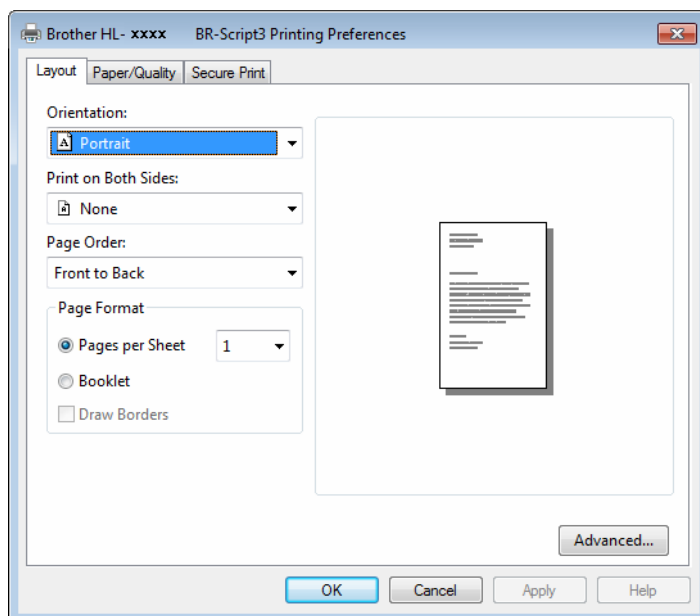 Brother HL- xxxx BR-Script3 Printing Preferences
Layout Paper/Quality Secure Print
Orientation:
A Portrait
Print on Both Sides:
None
Page Order:
Front to Back
Page Format
Pages per Sheet 1
Booklet
Draw Borders
Advanced...
OK Cancel Apply Help